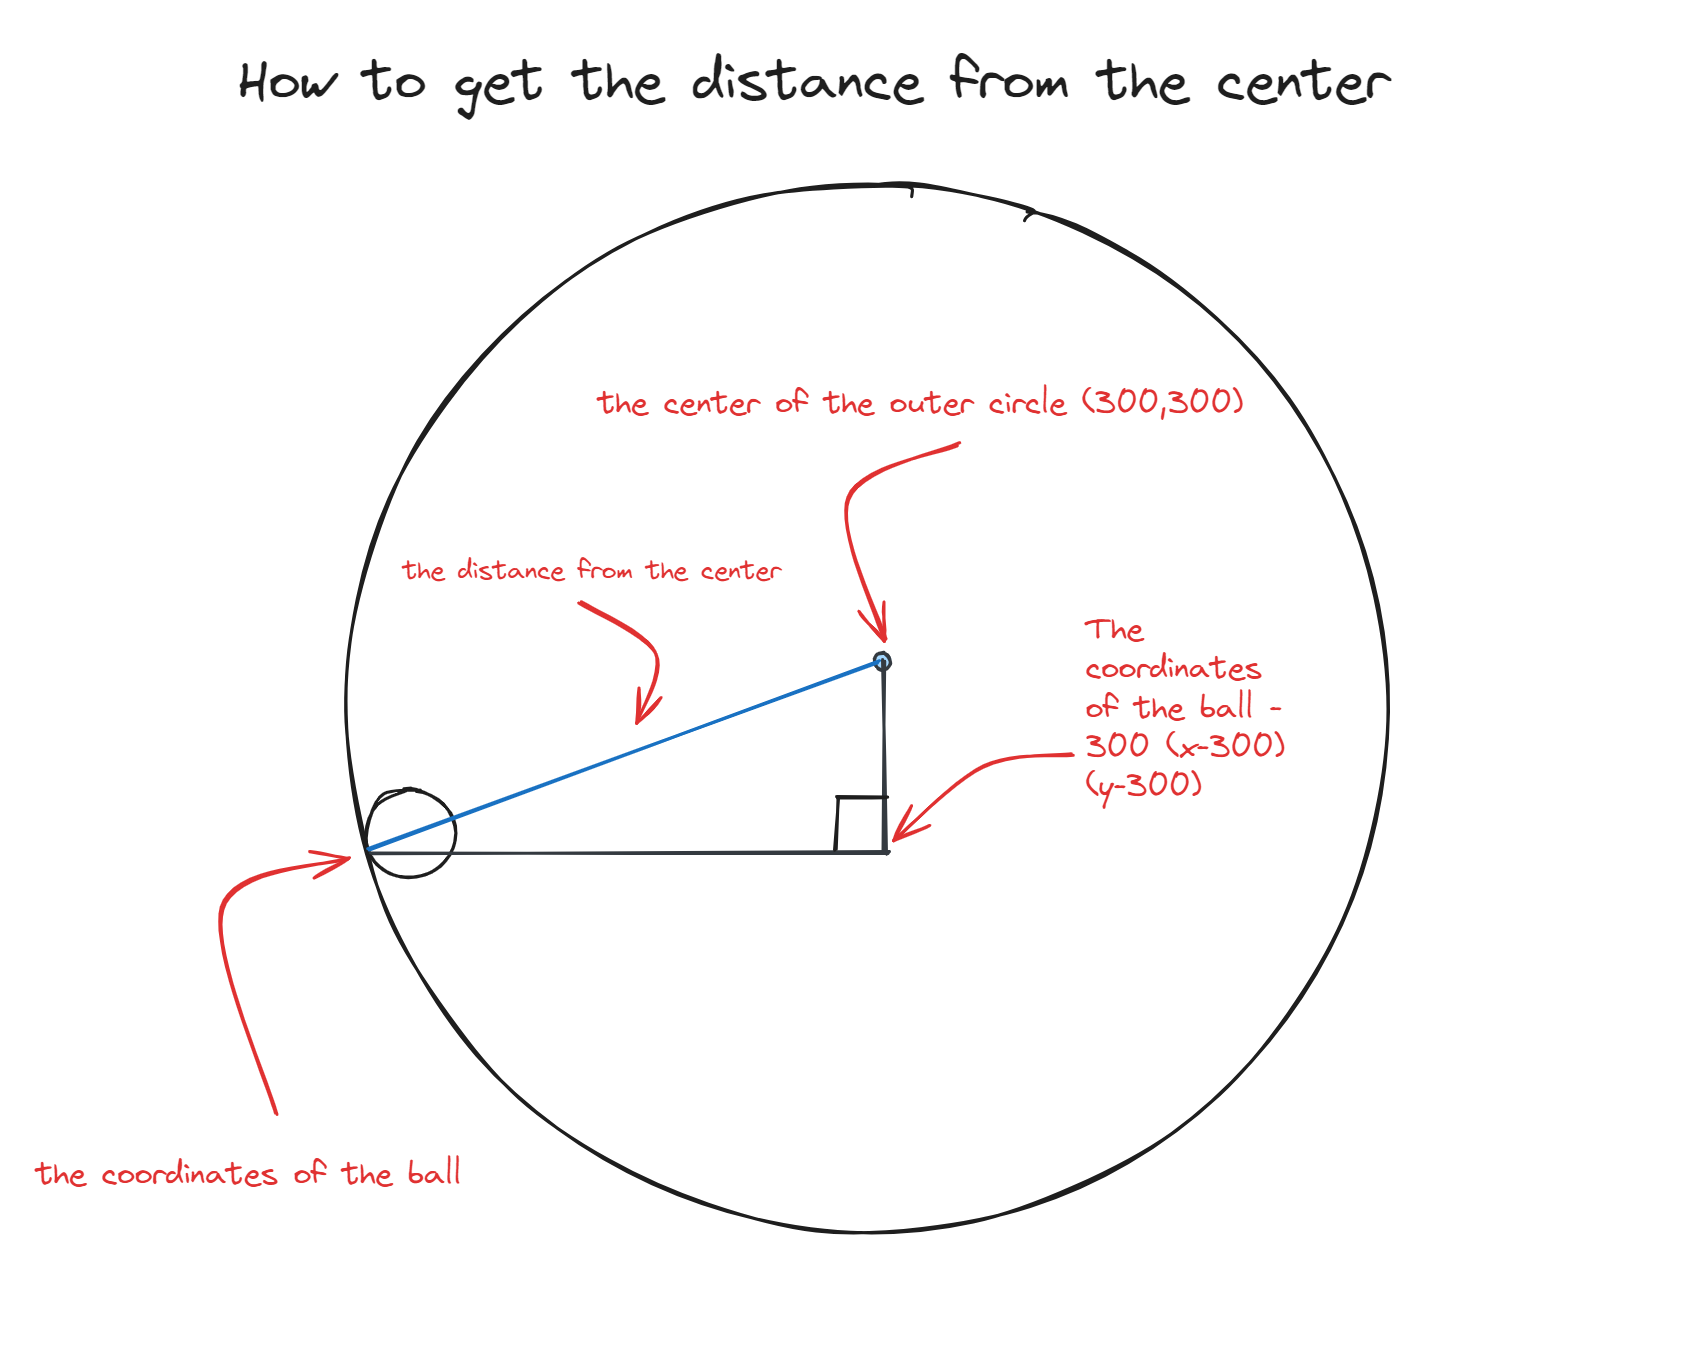 How to get the distance from the center
the center of the outer circle (300,300)
the distance from the center
The
coordinates
of the ball -
300 (x-300)
(y-300)
the coordinates of the ball